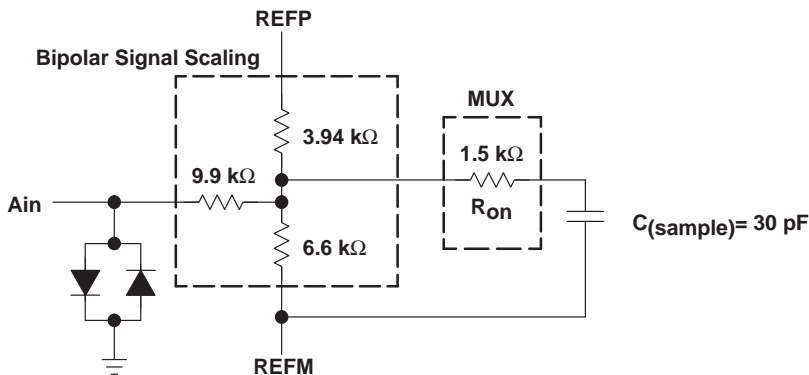 REFP
Bipolar Signal Scaling
MUX
3.94 kΩ
1.5 kΩ
9.9 kΩ
Ain
Ron
C(sample)= 30 pF
6.6 kΩ
REFM